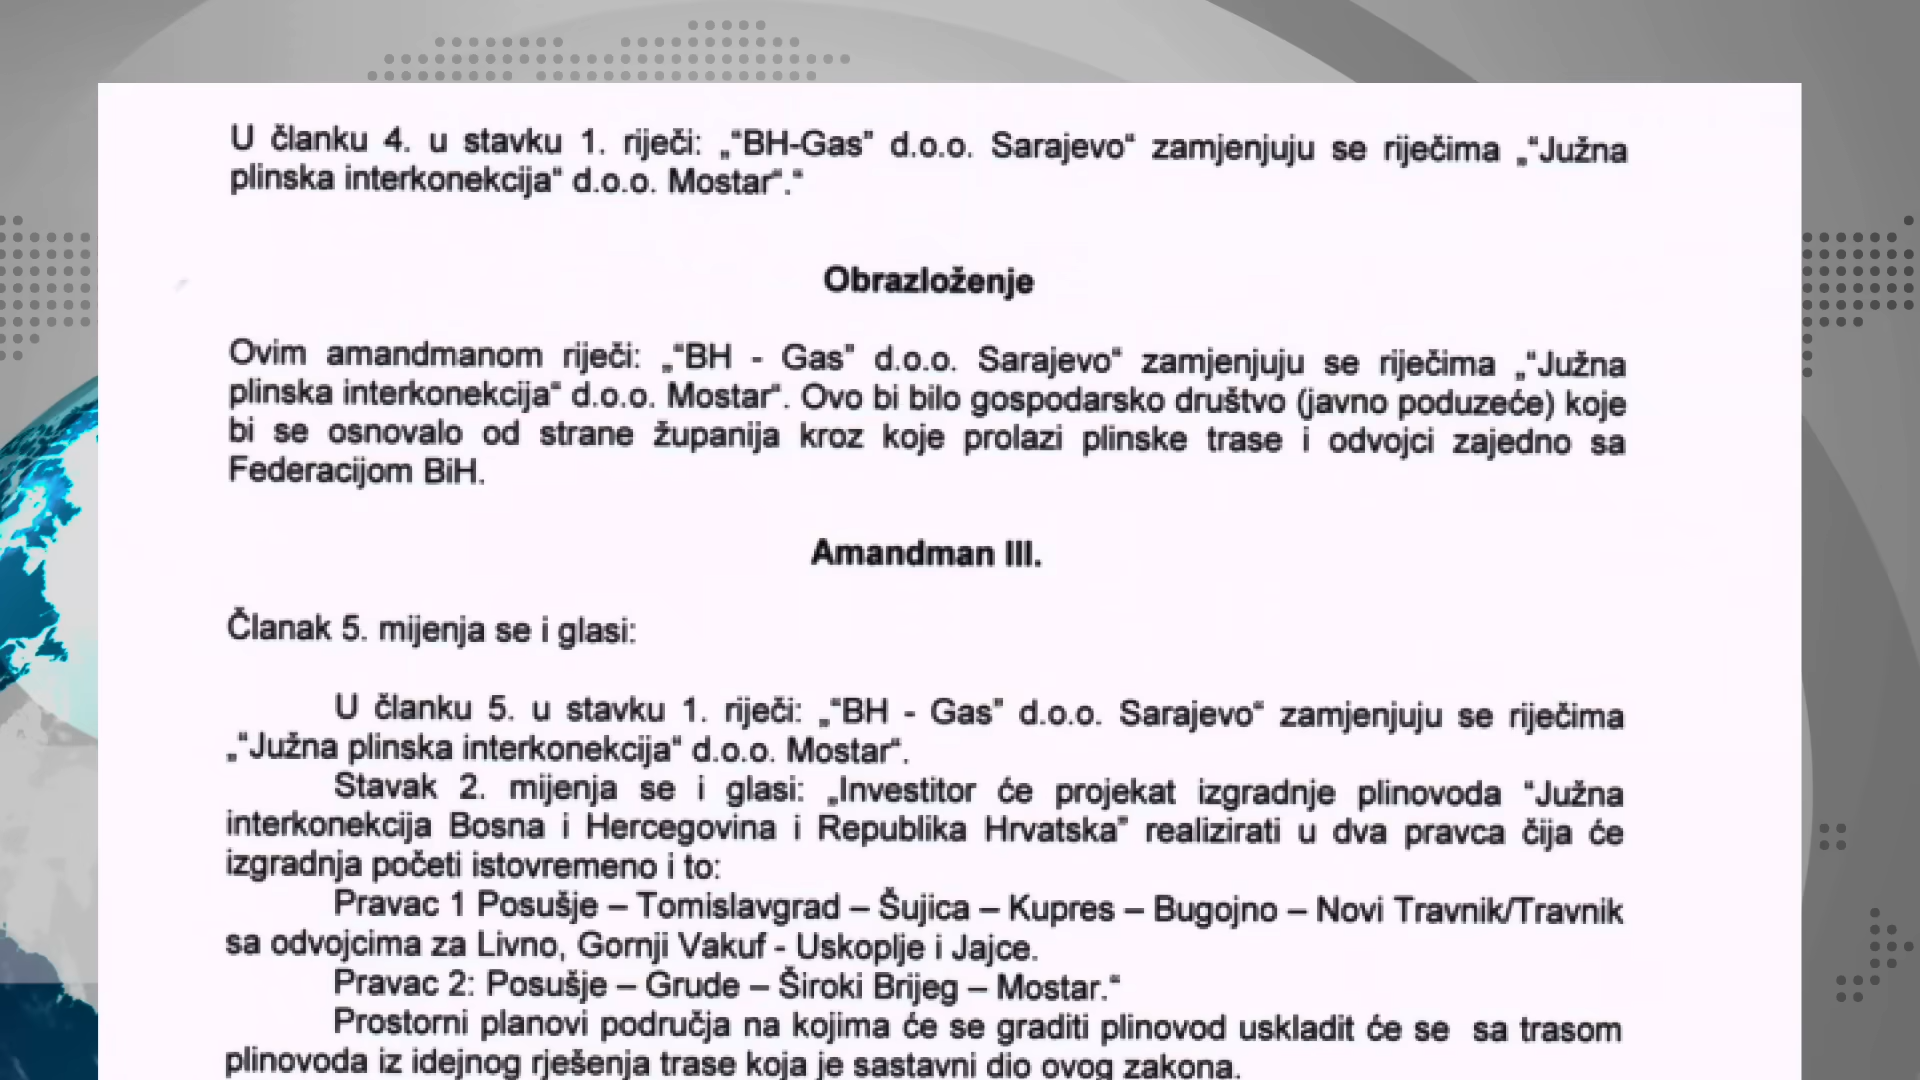 U članku 4. u stavku 1. riječi: „“BH-Gas” d.o.o. Sarajevo“ zamjenjuju se riječima „“Južna
plinska interkonekcija“ d.o.o. Mostar“.“
Obrazloženje
Ovim amandmanom riječi: „“BH - Gas” d.o.o. Sarajevo“ zamjenjuju se riječima „“Južna
plinska interkonekcija“ d.o.o. Mostar“. Ovo bi bilo gospodarsko društvo (javno poduzeće) koje
bi se osnovalo od strane županija kroz koje prolazi plinske trase i odvojci zajedno sa
Federacijom BiH.
Amandman III.
Članak 5. mijenja se i glasi:
U članku 5. u stavku 1. riječi: „“BH - Gas” d.o.o. Sarajevo“ zamjenjuju se riječima
„“Južna plinska interkonekcija“ d.o.o. Mostar“.
Stavak 2. mijenja se i glasi: „Investitor će projekat izgradnje plinovoda “Južna
interkonekcija Bosna i Hercegovina i Republika Hrvatska” realizirati u dva pravca čija će
izgradnja početi istovremeno i to:
Pravac 1 Posušje – Tomislavgrad – Šujica – Kupres – Bugojno – Novi Travnik/Travnik
sa odvojcima za Livno, Gornji Vakuf - Uskoplje i Jajce.
Pravac 2: Posušje – Grude – Široki Brijeg – Mostar.“
Prostorni planovi područja na kojima će se graditi plinovod uskladit će se sa trasom
plinovoda iz idejnog rješenja trase koja je sastavni dio ovog zakona.